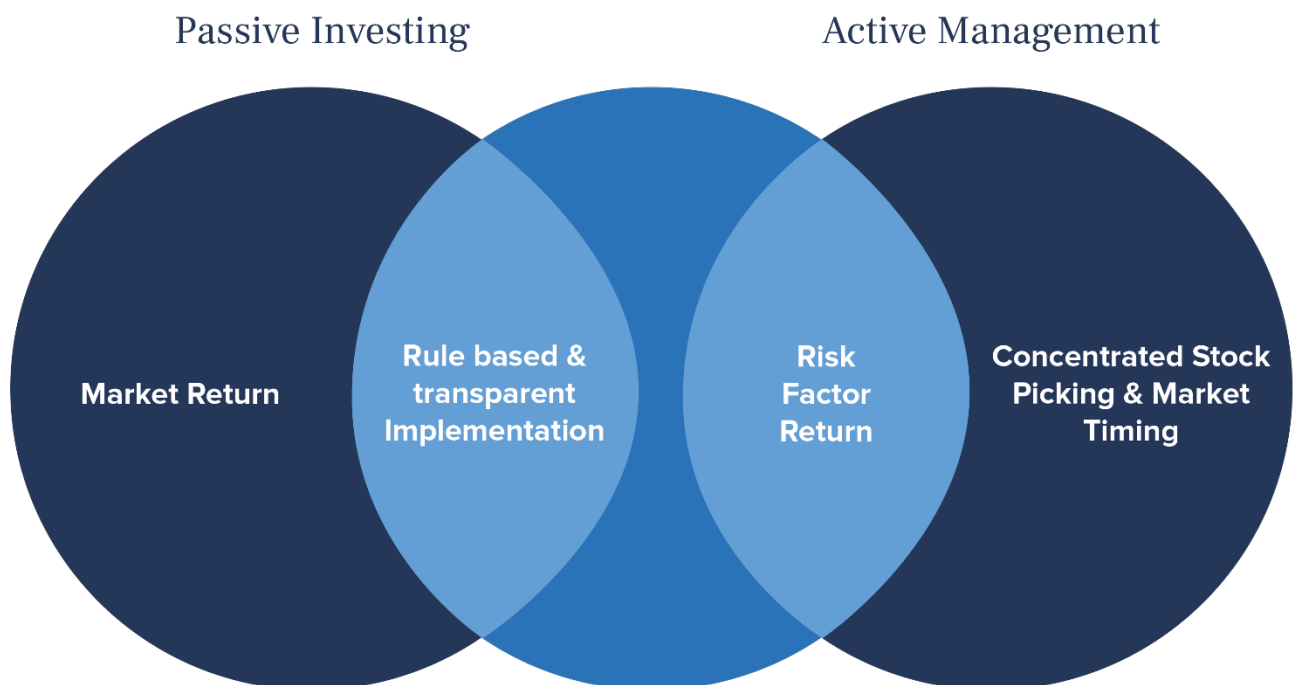 Passive Investing
Active Management
Market Return
Rule based &
transparent
Implementation
Risk
Factor
Return
Concentrated Stock
Picking & Market
Timing